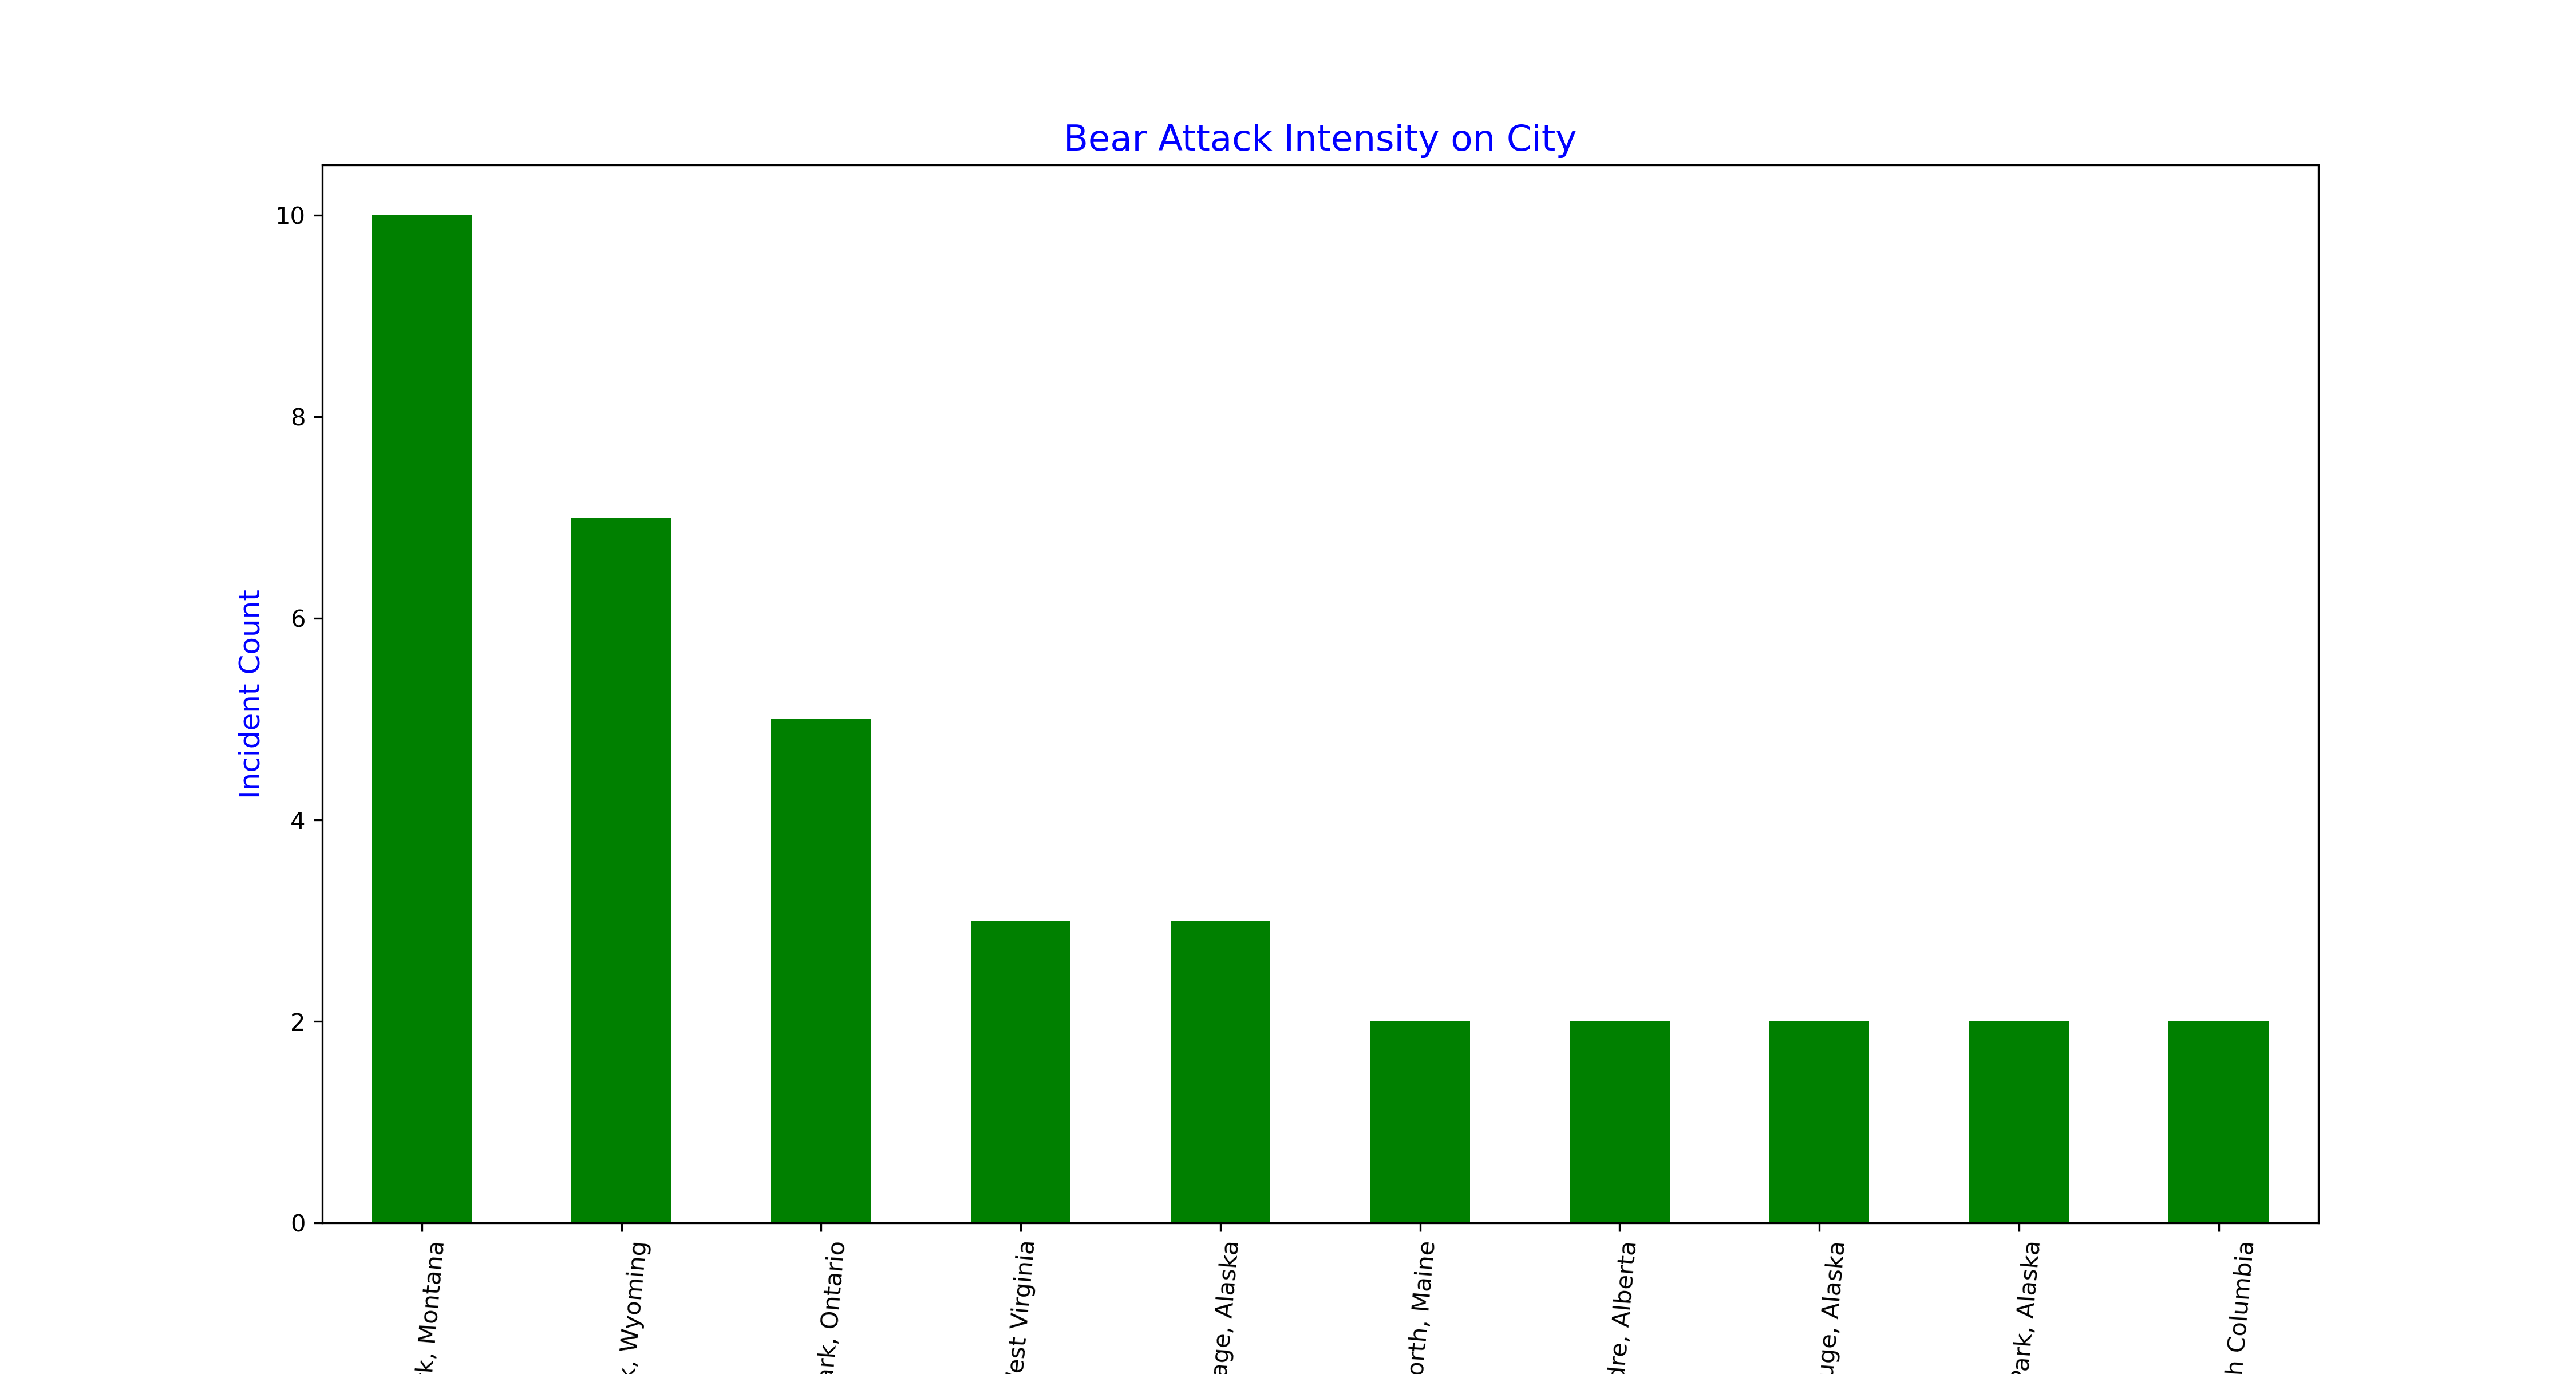 Bear Attack Intensity on City
Incident Count
10
8
6
4
2
0
rk, Montana
k, Wyoming
ark, Ontario
est Virginia
age, Alaska
orth, Maine
dre, Alberta
uge, Alaska
Park, Alaska
h Columbia